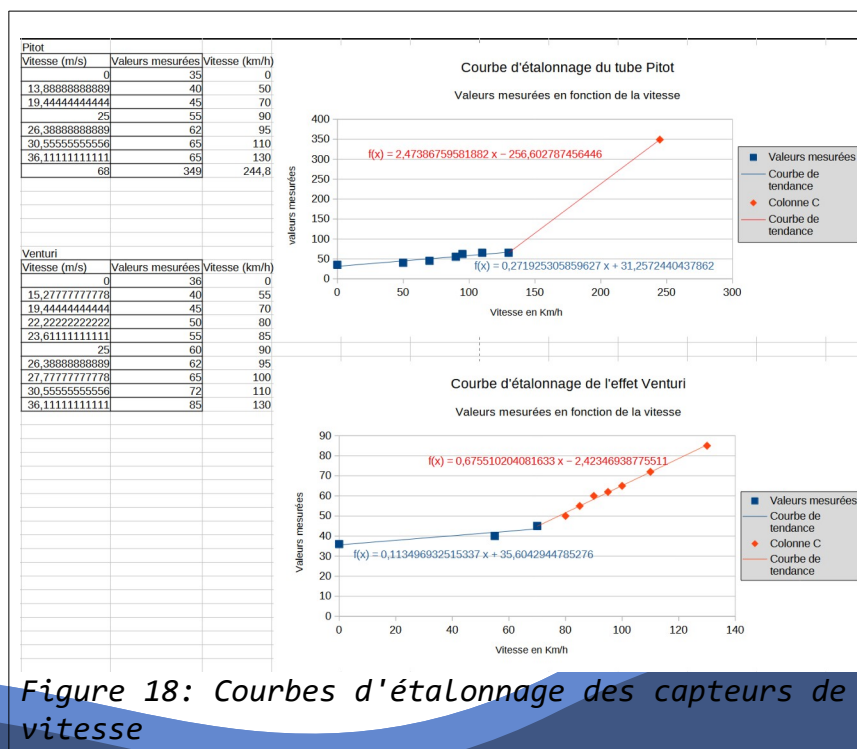 Pitot
Vitesse (m/s) Valeurs mesurées Vitesse (km/h)
0 35 0
13,88888888889 40 50
19,44444444444 45 70
25 55 90
26,38888888889 62 95
30,55555555556 65 110
36,11111111111 65 130
68 349 244,8
Courbe d'étalonnage du tube Pitot
Valeurs mesurées en fonction de la vitesse
400
350
300
250
200
150
100
50
0
valeurs mesurées
f(x) = 2,47386759581882 x − 256,602787456446
f(x) = 0,271925305859627 x + 31,2572440437862
0 50 100 150 200 250 300
Vitesse en Km/h
Valeurs mesurées
Courbe de
tendance
Colonne C
Courbe de
tendance
Venturi
Vitesse (m/s) Valeurs mesurées Vitesse (km/h)
0 36 0
15,27777777778 40 55
19,44444444444 45 70
22,22222222222 50 80
23,61111111111 55 85
25 60 90
26,38888888889 62 95
27,77777777778 65 100
30,55555555556 72 110
36,11111111111 85 130
Courbe d'étalonnage de l'effet Venturi
Valeurs mesurées en fonction de la vitesse
90
80
70
60
50
40
30
20
10
0
Valeurs mesurées
f(x) = 0,675510204081633 x − 2,42346938775511
f(x) = 0,113496932515337 x + 35,6042944785276
0 20 40 60 80 100 120 140
Vitesse en Km/h
Valeurs mesurées
Courbe de
tendance
Colonne C
Courbe de
tendance
Figure 18: Courbes d'étalonnage des capteurs de
vitesse